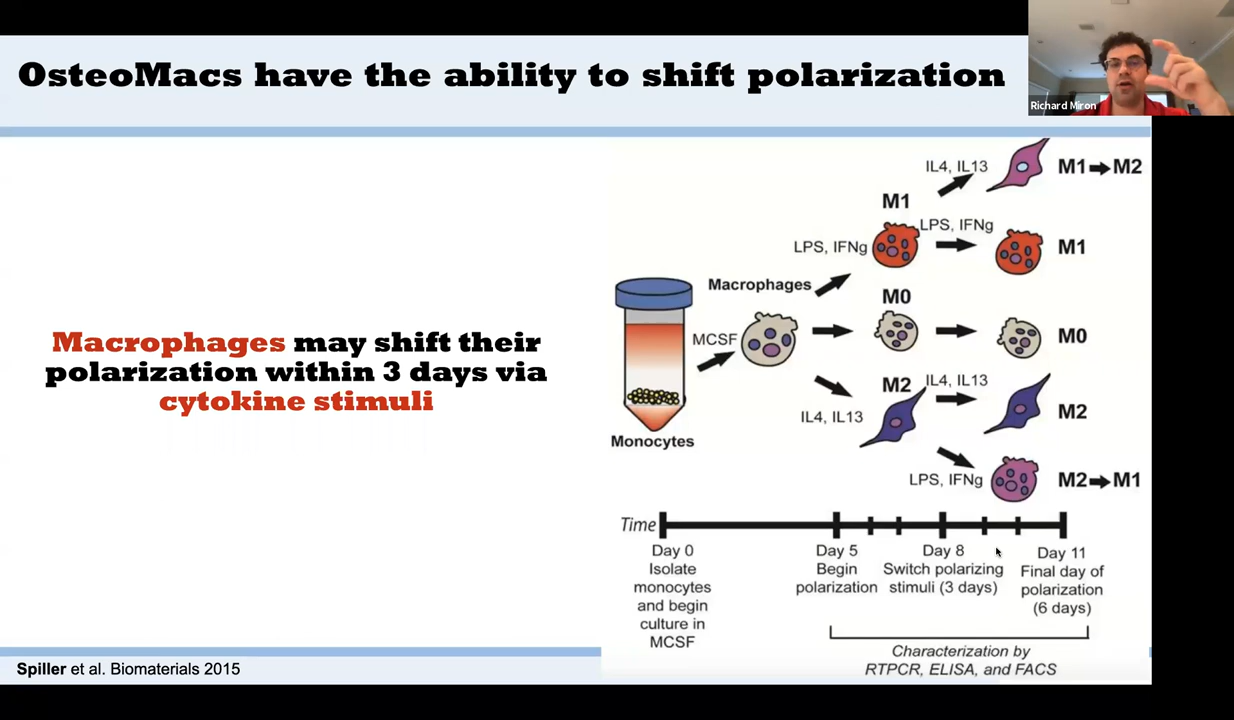 OsteoMacs have the ability to shift polarization
Richard Miron
Macrophages may shift their
polarization within 3 days via
cytokine stimuli
IL4, IL13
M1➡M2
M1
LPS, IFNg
LPS, IFNg
M1
Macrophages
M0
MCSF
M0
M2
IL4, IL13
IL4, IL13
M2
Monocytes
LPS, IFNg
M2➡M1
Time
Day 0
Isolate
monocytes
and begin
culture in
MCSF
Day 5
Begin
polarization
Day 8
Switch polarizing
stimuli (3 days)
Day 11
Final day of
polarization
(6 days)
Characterization by
RTPCR, ELISA, and FACS
Spiller et al. Biomaterials 2015